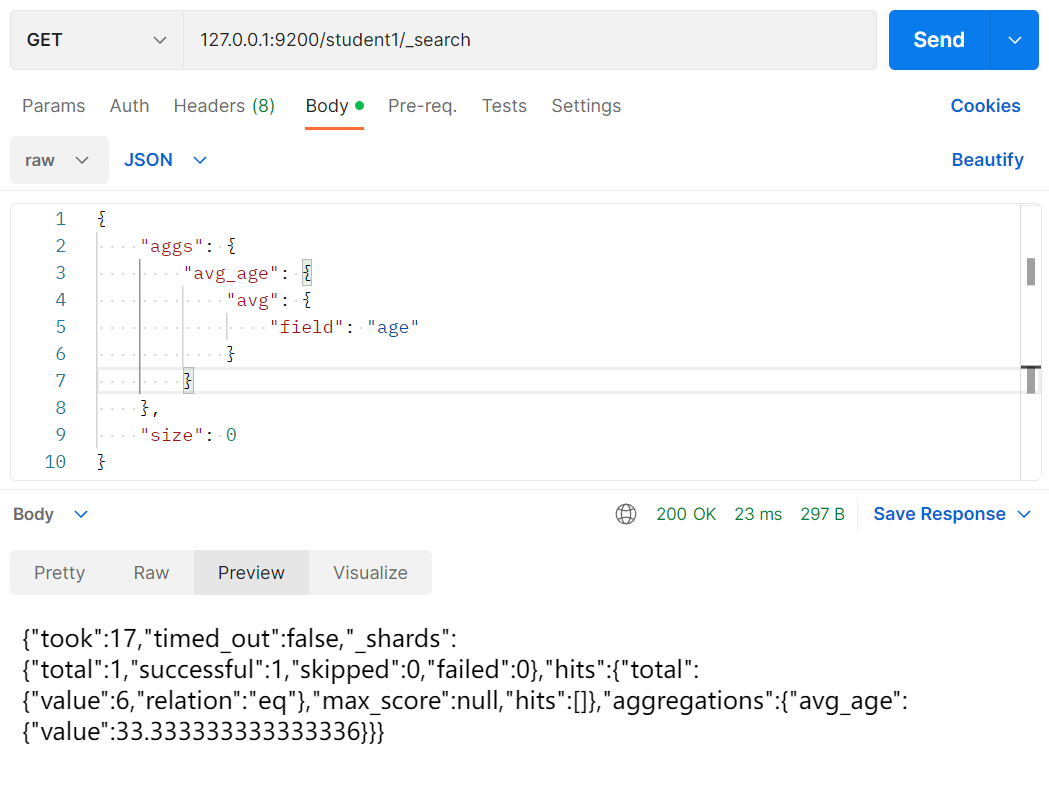 GET 127.0.0.1:9200/student1/_search Send
Params Auth Headers (8) Body Pre-req. Tests Settings Cookies
raw JSON Beautify
1 {
2 "aggs": {
3 "avg_age": {
4 "avg": {
5 "field": "age"
6 }
7 }
8 },
9 "size": 0
10 }
Body 200 OK 23 ms 297 B Save Response
Pretty Raw Preview Visualize
{"took":17,"timed_out":false,"_shards":
{"total":1,"successful":1,"skipped":0,"failed":0},"hits":{"total":
{"value":6,"relation":"eq"},"max_score":null,"hits":[]},"aggregations":{"avg_age":
{"value":33.333333333333336}}}